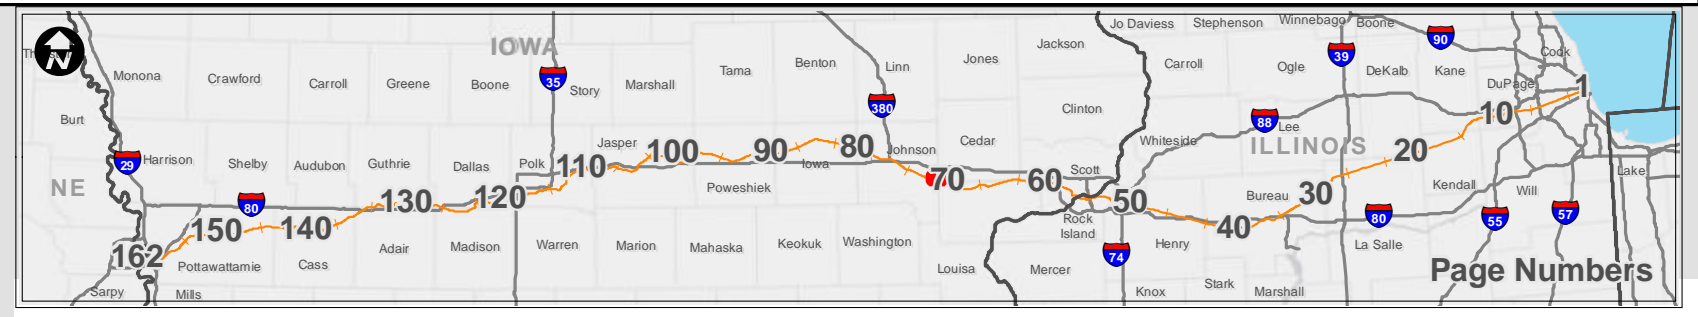 Jo Daviess Stephenson Winnebago Boone
IOWA
Jackson
90
39
Cook
N
Monona Crawford Carroll Greene Boone 35 Story Marshall Tama Benton Linn Jones Carroll Ogle DeKalb Kane
DuPage 1
380
Clinton
10
Burt
88 Lee
Whiteside
ILLINOIS
Jasper 100 90 80 Johnson Cedar
20
29 Harrison Shelby Audubon Guthrie Dallas Polk 110 Iowa
Scott
Lake
NE
Poweshiek
70 60
Kendall Will
80 130 120 50 Bureau 30
150 140
Rock
Island
40 80 55 57
162 Pottawattamie Cass Adair Madison Warren Marion Mahaska Keokuk Washington
74 Henry La Salle
Louisa Mercer
Page Numbers
Sarpy Mills
Knox Stark Marshall